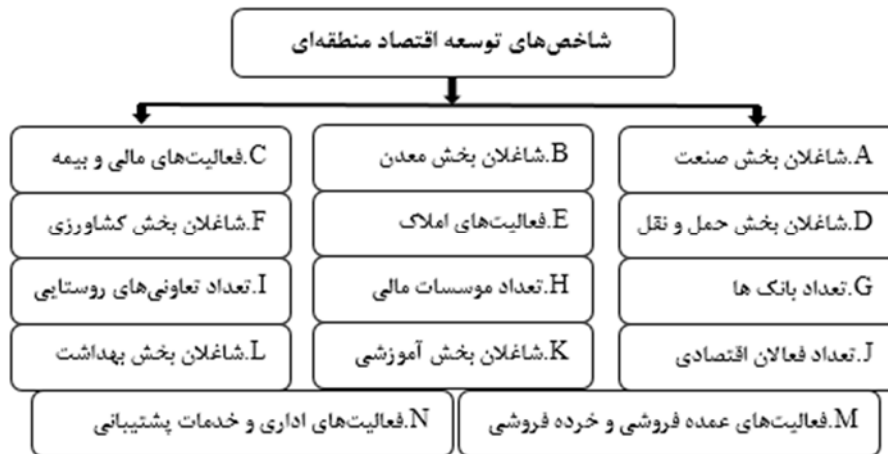 شاخص‌های توسعه اقتصاد منطقه‌ای
A.شاغلان بخش صنعت
B.شاغلان بخش معدن
C.فعالیت‌های مالی و بیمه
D.شاغلان بخش حمل و نقل
E.فعالیت‌های املاک
F.شاغلان بخش کشاورزی
G.تعداد بانک ها
H.تعداد موسسات مالی
I.تعداد تعاونی‌های روستایی
J.تعداد فعالان اقتصادی
K.شاغلان بخش آموزشی
L.شاغلان بخش بهداشت
M.فعالیت‌های عمده فروشی و خرده فروشی
N.فعالیت‌های اداری و خدمات پشتیبانی